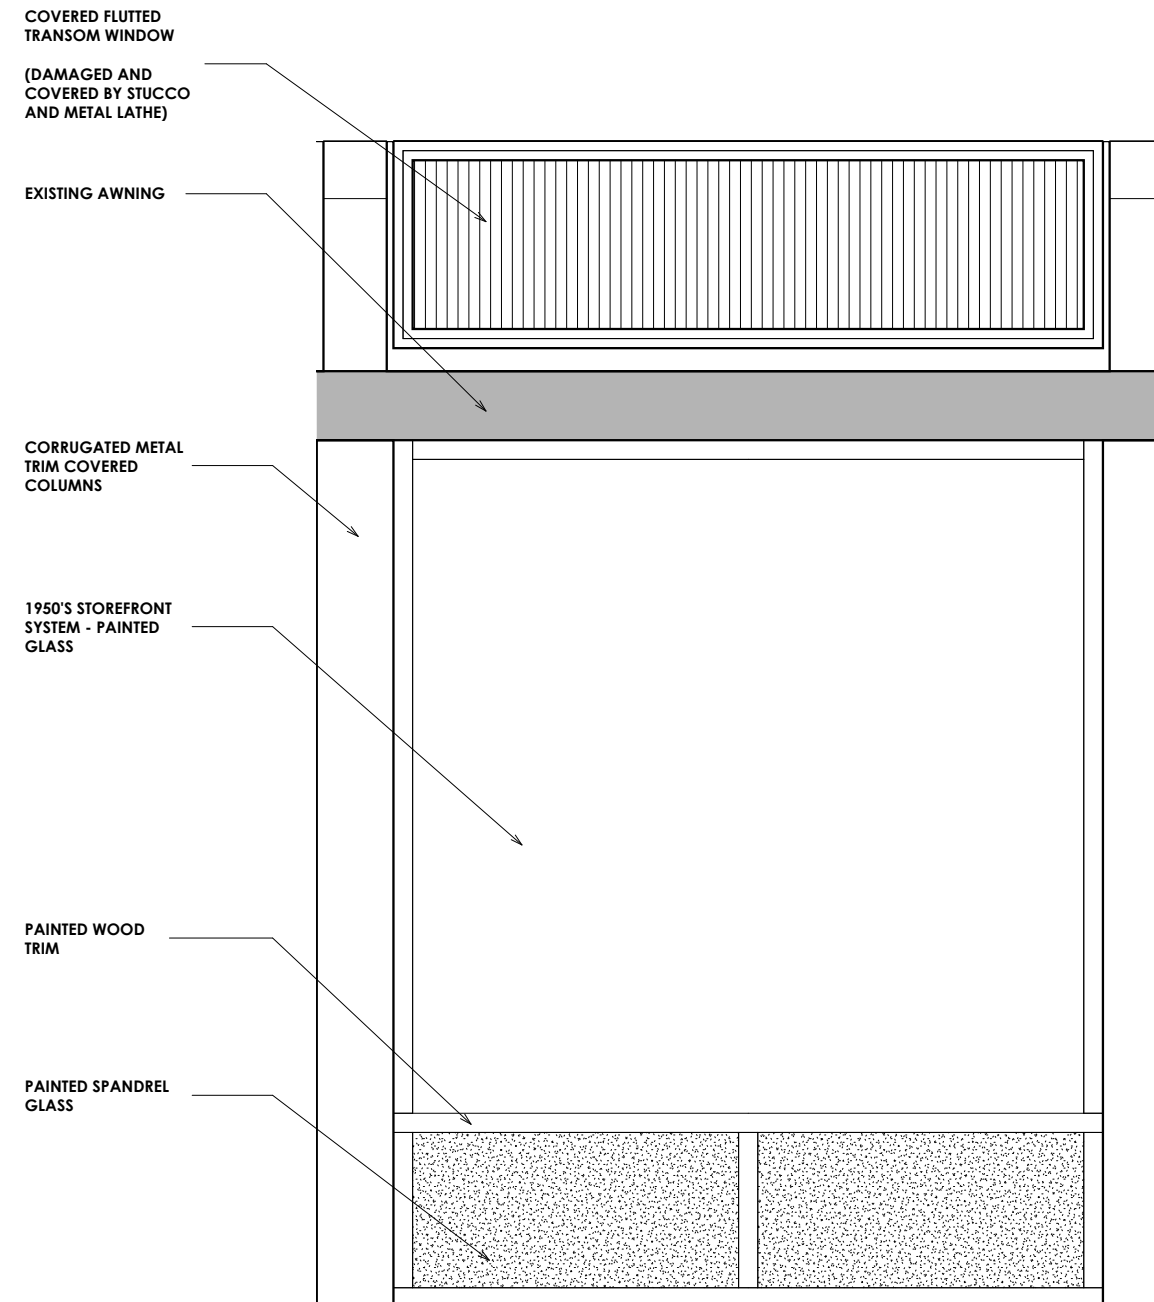 COVERED FLUTTED
TRANSOM WINDOW
(DAMAGED AND
COVERED BY STUCCO
AND METAL LATHE)
EXISTING AWNING
CORRUGATED METAL
TRIM COVERED
COLUMNS
1950'S STOREFRONT
SYSTEM - PAINTED
GLASS
PAINTED WOOD
TRIM
PAINTED SPANDREL
GLASS